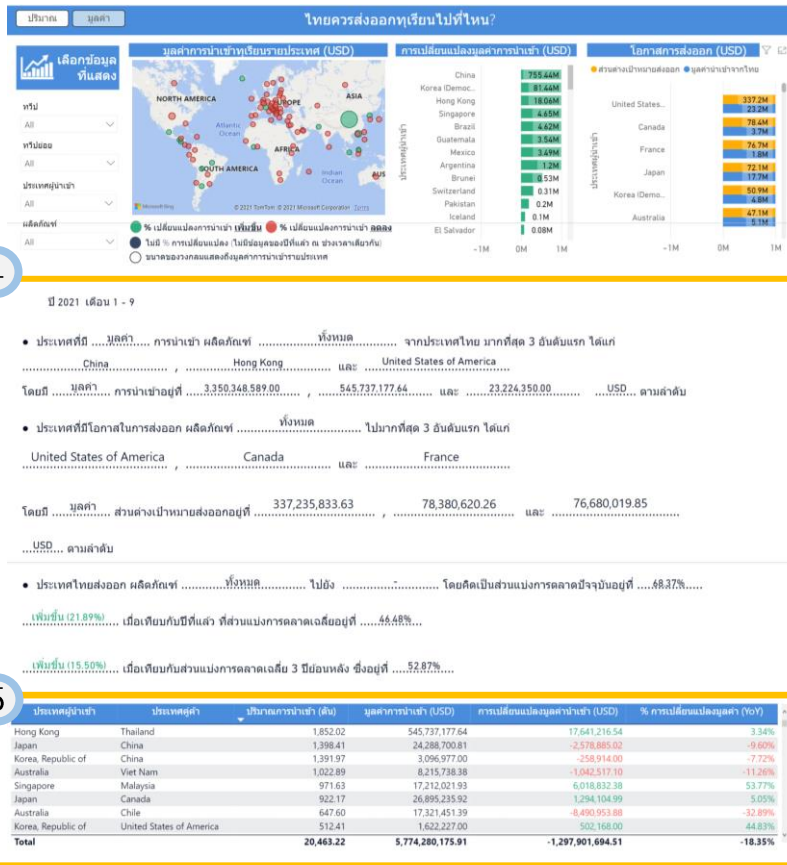 ปริมาณ มูลค่า
ไทยควรส่งออกทุเรียนไปที่ไหน?
เลือกข้อมูล
ที่แสดง
ทวีป
All
ทวีปย่อย
All
ประเทศผู้นำเข้า
All
ผลิตภัณฑ์
All
มูลค่าการนำเข้าทุเรียนรายประเทศ (USD)
NORTH AMERICA
EUROPE
ASIA
Atlantic
Ocean
AFRICA
SOUTH AMERICA
Indian
Ocean
AUS
Microsoft Bing
© 2021 TomTom, © 2021 Microsoft Corporation Terms
% เปลี่ยนแปลงการนำเข้า เพิ่มขึ้น % เปลี่ยนแปลงการนำเข้า ลดลง
ไม่มี % การเปลี่ยนแปลง (ไม่มีข้อมูลของปีที่แล้ว ณ ช่วงเวลาเดียวกัน)
ขนาดของวงกลมแสดงถึงมูลค่าการนำเข้ารายประเทศ
การเปลี่ยนแปลงมูลค่าการนำเข้า (USD)
ประเทศผู้นำเข้า
China 755.44M
Korea (Democ... 81.44M
Hong Kong 18.06M
Singapore 4.65M
Brazil 4.62M
Guatemala 3.54M
Mexico 3.49M
Argentina 1.2M
Brunei 0.53M
Switzerland 0.31M
Pakistan 0.2M
Iceland 0.1M
El Salvador 0.08M
-1M 0M 1M
โอกาสการส่งออก (USD)
ส่วนต่างเป้าหมายส่งออก มูลค่านำเข้าจากไทย
ประเทศผู้นำเข้า
United States... 337.2M
23.2M
Canada 78.4M
3.7M
France 76.7M
1.8M
Japan 72.1M
17.7M
Korea (Demo... 50.9M
4.8M
Australia 47.1M
5.1M
-1M 0M 1M
ปี 2021 เดือน 1 - 9
• ประเทศที่มี .....มูลค่า..... การนำเข้า ผลิตภัณฑ์ ...............ทั้งหมด............... จากประเทศไทย มากที่สุด 3 อันดับแรก ได้แก่
...............China............... , ...............Hong Kong............... และ ...............United States of America...............
โดยมี .....มูลค่า..... การนำเข้าอยู่ที่ .....3,350,348,589.00..... , .....545,737,177.64..... และ .....23,224,350.00..... .....USD.... ตามลำดับ
• ประเทศที่มีโอกาสในการส่งออก ผลิตภัณฑ์ ...............ทั้งหมด............... ไปมากที่สุด 3 อันดับแรก ได้แก่
United States of America , Canada และ France
โดยมี .....มูลค่า..... ส่วนต่างเป้าหมายส่งออกอยู่ที่ 337,235,833.63 , 78,380,620.26 และ 76,680,019.85
....USD.... ตามลำดับ
• ประเทศไทยส่งออก ผลิตภัณฑ์ ............ทั้งหมด............ ไปยัง ............-............ โดยคิดเป็นส่วนแบ่งการตลาดปัจจุบันอยู่ที่ ....68.37%.....
...เพิ่มขึ้น (21.89%).... เมื่อเทียบกับปีที่แล้ว ที่ส่วนแบ่งการตลาดเฉลี่ยอยู่ที่ .....46.48%....
...เพิ่มขึ้น (15.50%).... เมื่อเทียบกับส่วนแบ่งการตลาดเฉลี่ย 3 ปีย้อนหลัง ซึ่งอยู่ที่ .....52.87%....
5
ประเทศผู้นำเข้า ประเทศคู่ค้า ปริมาณการนำเข้า (ตัน) มูลค่าการนำเข้า (USD) การเปลี่ยนแปลงมูลค่านำเข้า (USD) % การเปลี่ยนแปลงมูลค่า (YoY)
Hong Kong Thailand 1,852.02 545,737,177.64 17,641,216.54 3.34%
Japan China 1,398.41 24,288,700.81 -2,578,885.02 -9.60%
Korea, Republic of China 1,391.97 3,096,977.00 -258,914.00 -7.72%
Australia Viet Nam 1,022.89 8,215,738.38 -1,042,517.10 -11.26%
Singapore Malaysia 971.63 17,212,021.93 6,018,832.38 53.77%
Japan Canada 922.17 26,895,235.92 1,294,104.99 5.05%
Australia Chile 647.60 17,321,451.39 -8,490,953.88 -32.89%
Korea, Republic of United States of America 512.41 1,622,227.00 502,168.00 44.83%
Total 20,463.22 5,774,280,175.91 -1,297,901,694.51 -18.35%